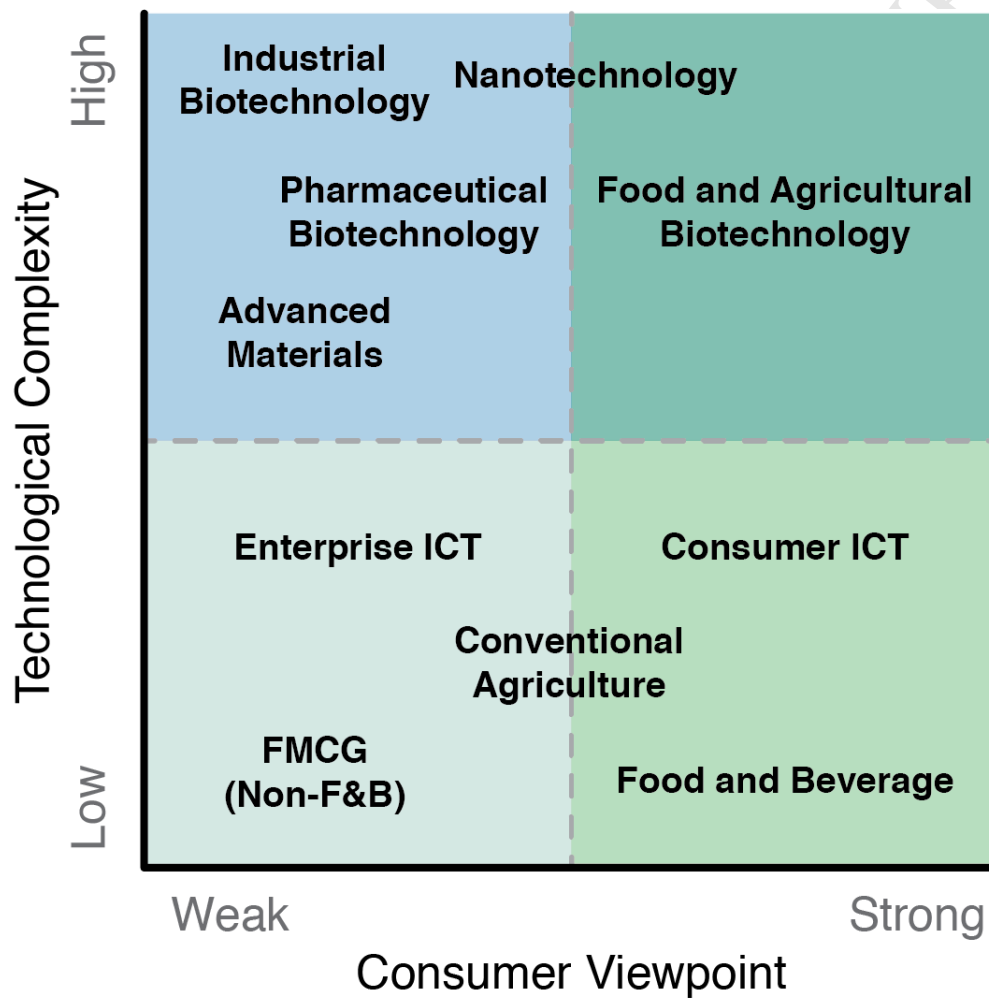 High
Industrial
Biotechnology
Nanotechnology
Pharmaceutical
Biotechnology
Food and Agricultural
Biotechnology
Advanced
Materials
Technological Complexity
Enterprise ICT
Consumer ICT
Conventional
Agriculture
FMCG
(Non-F&B)
Food and Beverage
Low
Weak
Strong
Consumer Viewpoint